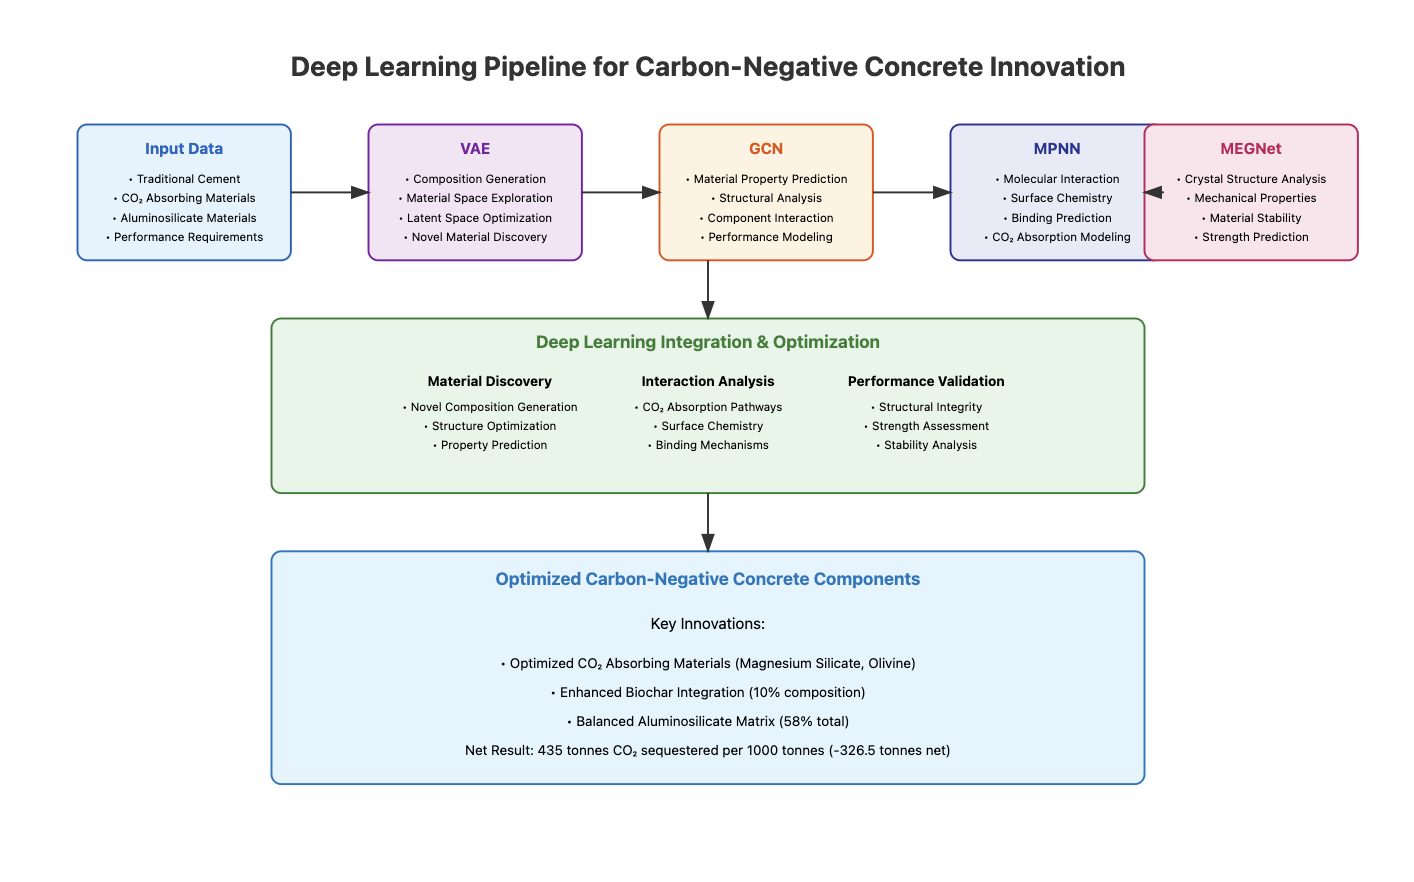 Deep Learning Pipeline for Carbon-Negative Concrete Innovation
Input Data
• Traditional Cement
• CO₂ Absorbing Materials
• Aluminosilicate Materials
• Performance Requirements
VAE
• Composition Generation
• Material Space Exploration
• Latent Space Optimization
• Novel Material Discovery
GCN
• Material Property Prediction
• Structural Analysis
• Component Interaction
• Performance Modeling
MPNN
• Molecular Interaction
• Surface Chemistry
• Binding Prediction
• CO₂ Absorption Modeling
MEGNet
• Crystal Structure Analysis
• Mechanical Properties
• Material Stability
• Strength Prediction
Deep Learning Integration & Optimization
Material Discovery
• Novel Composition Generation
• Structure Optimization
• Property Prediction
Interaction Analysis
• CO₂ Absorption Pathways
• Surface Chemistry
• Binding Mechanisms
Performance Validation
• Structural Integrity
• Strength Assessment
• Stability Analysis
Optimized Carbon-Negative Concrete Components
Key Innovations:
• Optimized CO₂ Absorbing Materials (Magnesium Silicate, Olivine)
• Enhanced Biochar Integration (10% composition)
• Balanced Aluminosilicate Matrix (58% total)
Net Result: 435 tonnes CO₂ sequestered per 1000 tonnes (-326.5 tonnes net)